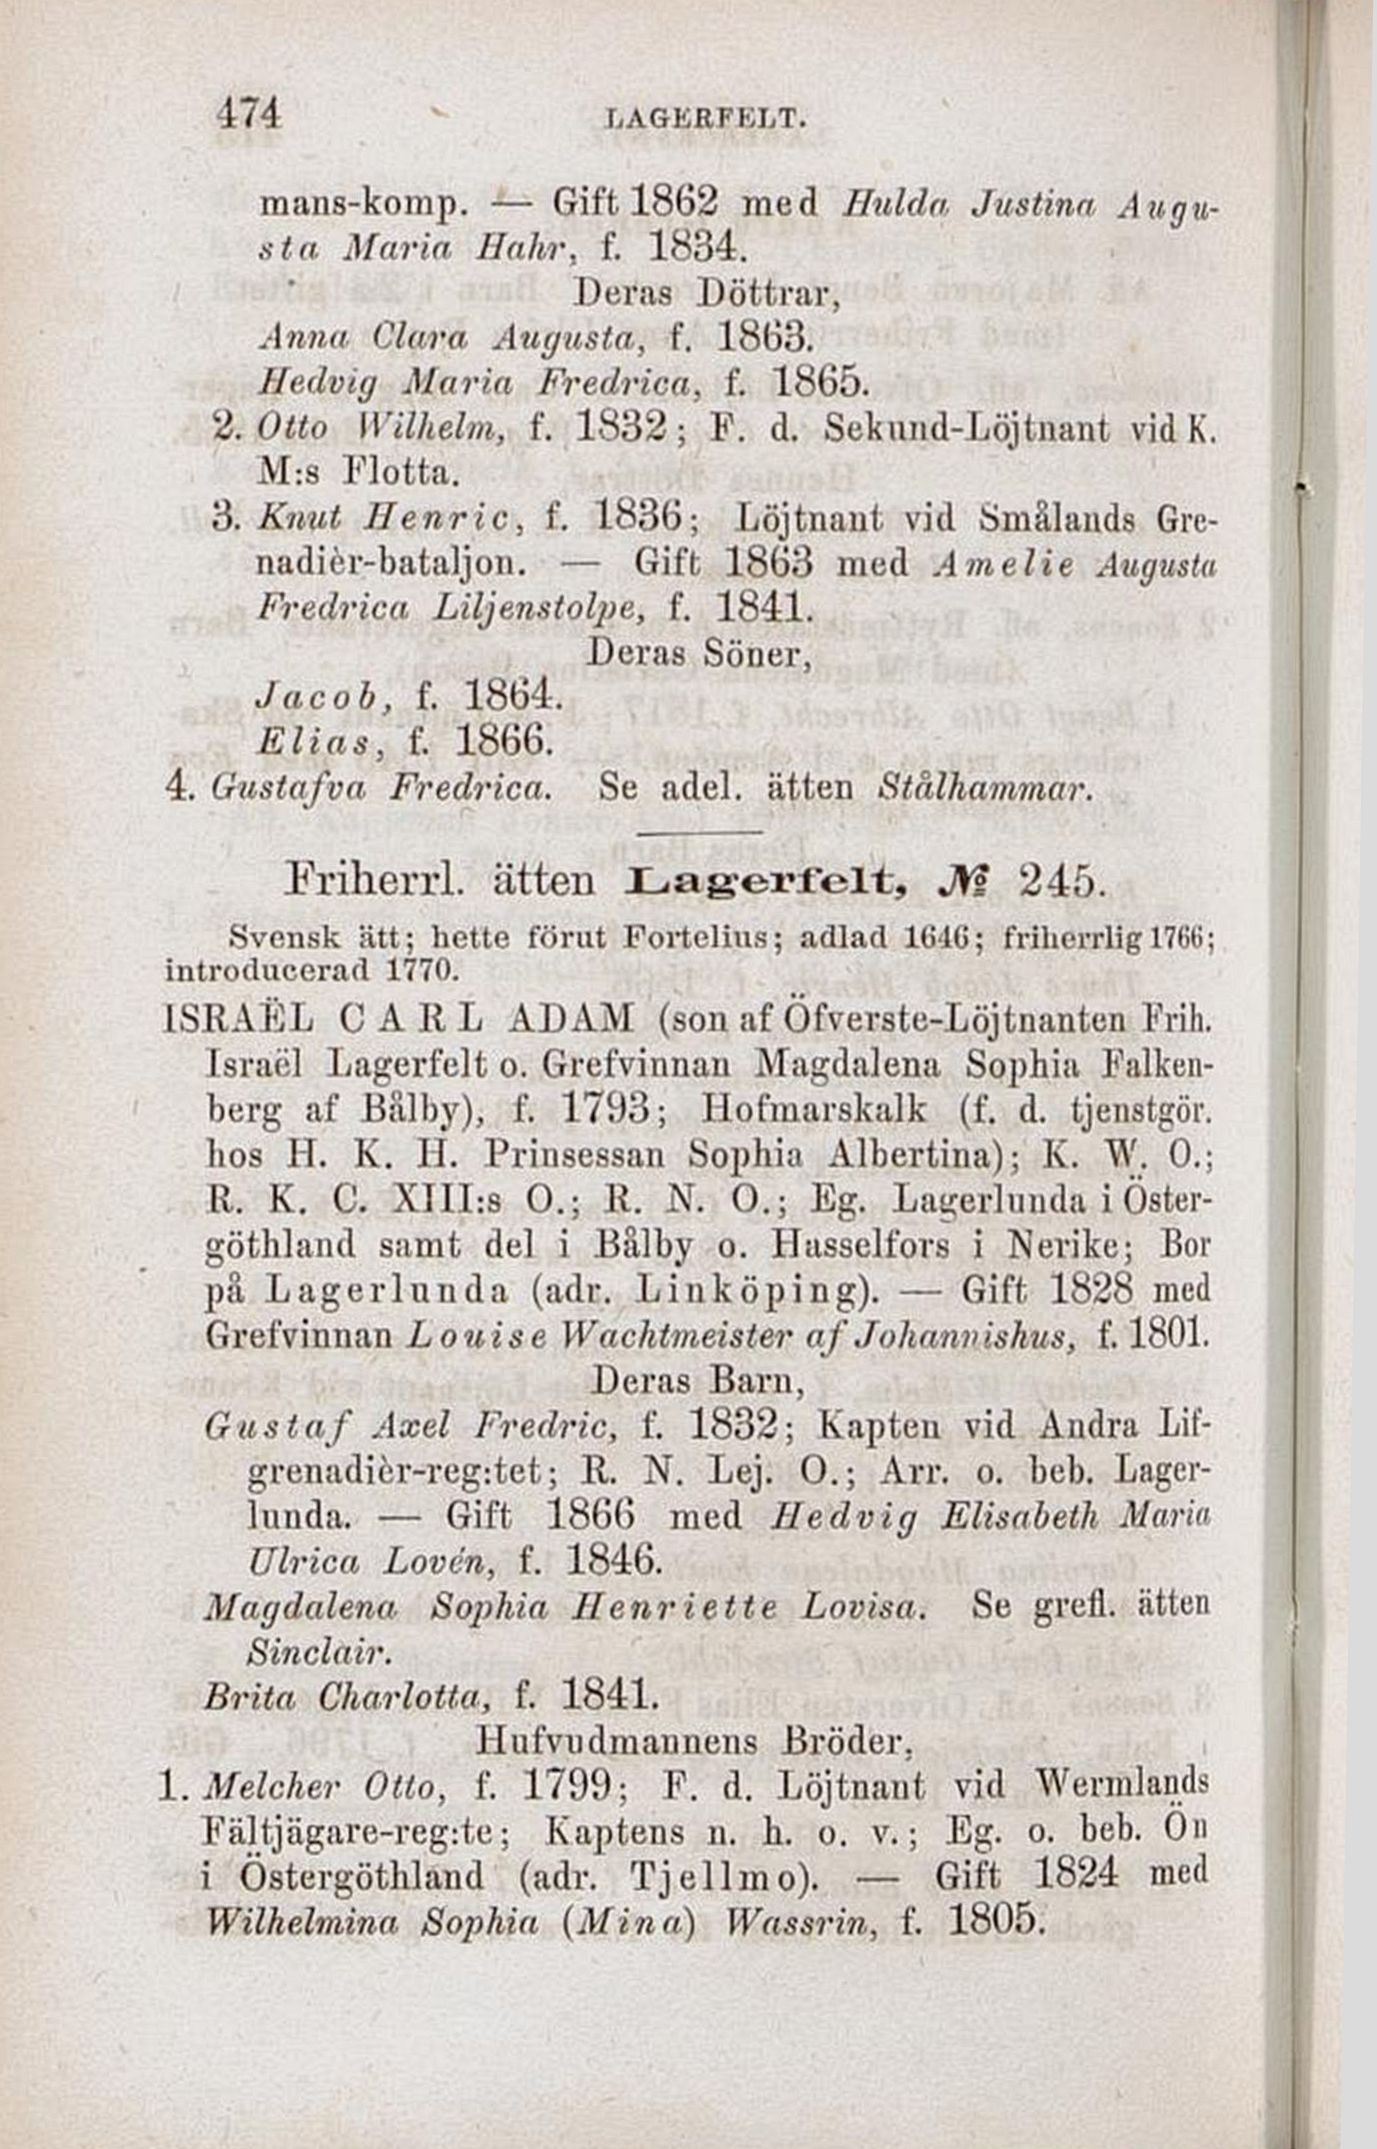 474 LAGERFELT.
mans-komp. — Gift 1862 med Hulda Justina Augu-
sta Maria Hahr, f. 1834.
Deras Döttrar,
Anna Clara Augusta, f. 1863.
Hedvig Maria Fredrica, f. 1865.
2. Otto Wilhelm, f. 1832; F. d. Sekund-Löjtnant vid K.
M:s Flotta.
3. Knut Henric, f. 1836; Löjtnant vid Smålands Gre-
nadièr-bataljon. — Gift 1863 med Amelie Augusta
Fredrica Liljenstolpe, f. 1841.
Deras Söner,
Jacob, f. 1864.
Elias, f. 1866.
4. Gustafva Fredrica. Se adel. ätten Stålhammar.
Friherrl. ätten Lagerfelt, № 245.
Svensk ätt; hette förut Fortelius; adlad 1646; friherrlig 1766;
introducerad 1770.
ISRAËL CARL ADAM (son af Öfverste-Löjtnanten Frih.
Israël Lagerfelt o. Grefvinnan Magdalena Sophia Falken-
berg af Bålby), f. 1793; Hofmarskalk (f. d. tjenstgör.
hos H. K. H. Prinsessan Sophia Albertina); K. W. O.;
R. K. C. XIII:s O.; R. N. O.; Eg. Lagerlunda i Öster-
göthland samt del i Bålby o. Hasselfors i Nerike; Bor
på Lagerlunda (adr. Linköping). — Gift 1828 med
Grefvinnan Louise Wachtmeister af Johannishus, f. 1801.
Deras Barn,
Gustaf Axel Fredric, f. 1832; Kapten vid Andra Lif-
grenadièr-reg:tet; R. N. Lej. O.; Arr. o. beb. Lager-
lunda. — Gift 1866 med Hedvig Elisabeth Maria
Ulrica Lovén, f. 1846.
Magdalena Sophia Henriette Lovisa. Se grefl. ätten
Sinclair.
Brita Charlotta, f. 1841.
Hufvudmannens Bröder,
1. Melcher Otto, f. 1799; F. d. Löjtnant vid Wermlands
Fältjägare-reg:te; Kaptens n. h. o. v.; Eg. o. beb. Ön
i Östergöthland (adr. Tjellmo). — Gift 1824 med
Wilhelmina Sophia (Mina) Wassrin, f. 1805.